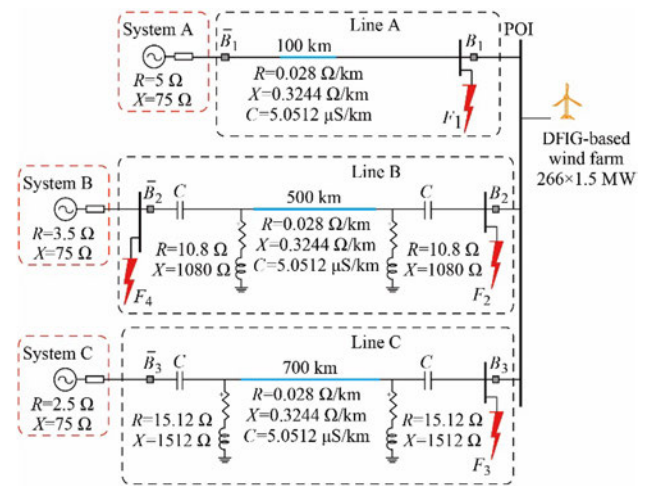 System A
R=5 Ω
X=75 Ω
B̅1
100 km
Line A
R=0.028 Ω/km
X=0.3244 Ω/km
C=5.0512 μS/km
B1
F1
POI
DFIG-based
wind farm
266×1.5 MW
System B
R=3.5 Ω
X=75 Ω
B̅2
C
500 km
Line B
C
B2
R=10.8 Ω
X=1080 Ω
R=0.028 Ω/km
X=0.3244 Ω/km
C=5.0512 μS/km
R=10.8 Ω
X=1080 Ω
F4
F2
System C
R=2.5 Ω
X=75 Ω
B̅3
C
700 km
Line C
C
B3
R=15.12 Ω
X=1512 Ω
R=0.028 Ω/km
X=0.3244 Ω/km
C=5.0512 μS/km
R=15.12 Ω
X=1512 Ω
F3